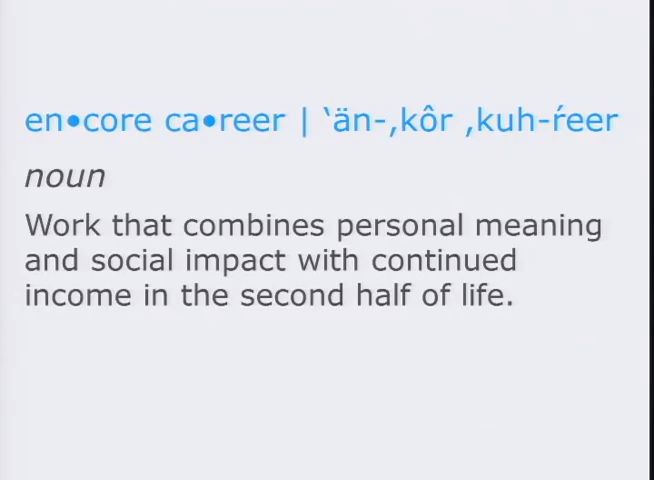 en•core ca•reer | ‘än-,kôr ,kuh-ŕeer
noun
Work that combines personal meaning
and social impact with continued
income in the second half of life.